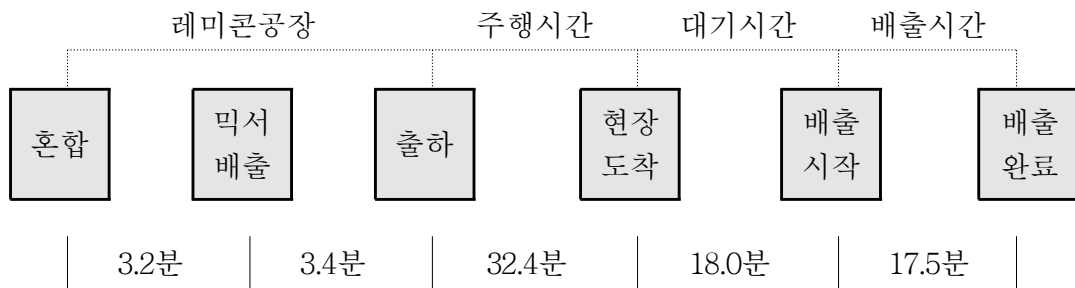 레미콘공장 주행시간 대기시간 배출시간
혼합
믹서
배출
출하
현장
도착
배출
시작
배출
완료
3.2분 3.4분 32.4분 18.0분 17.5분